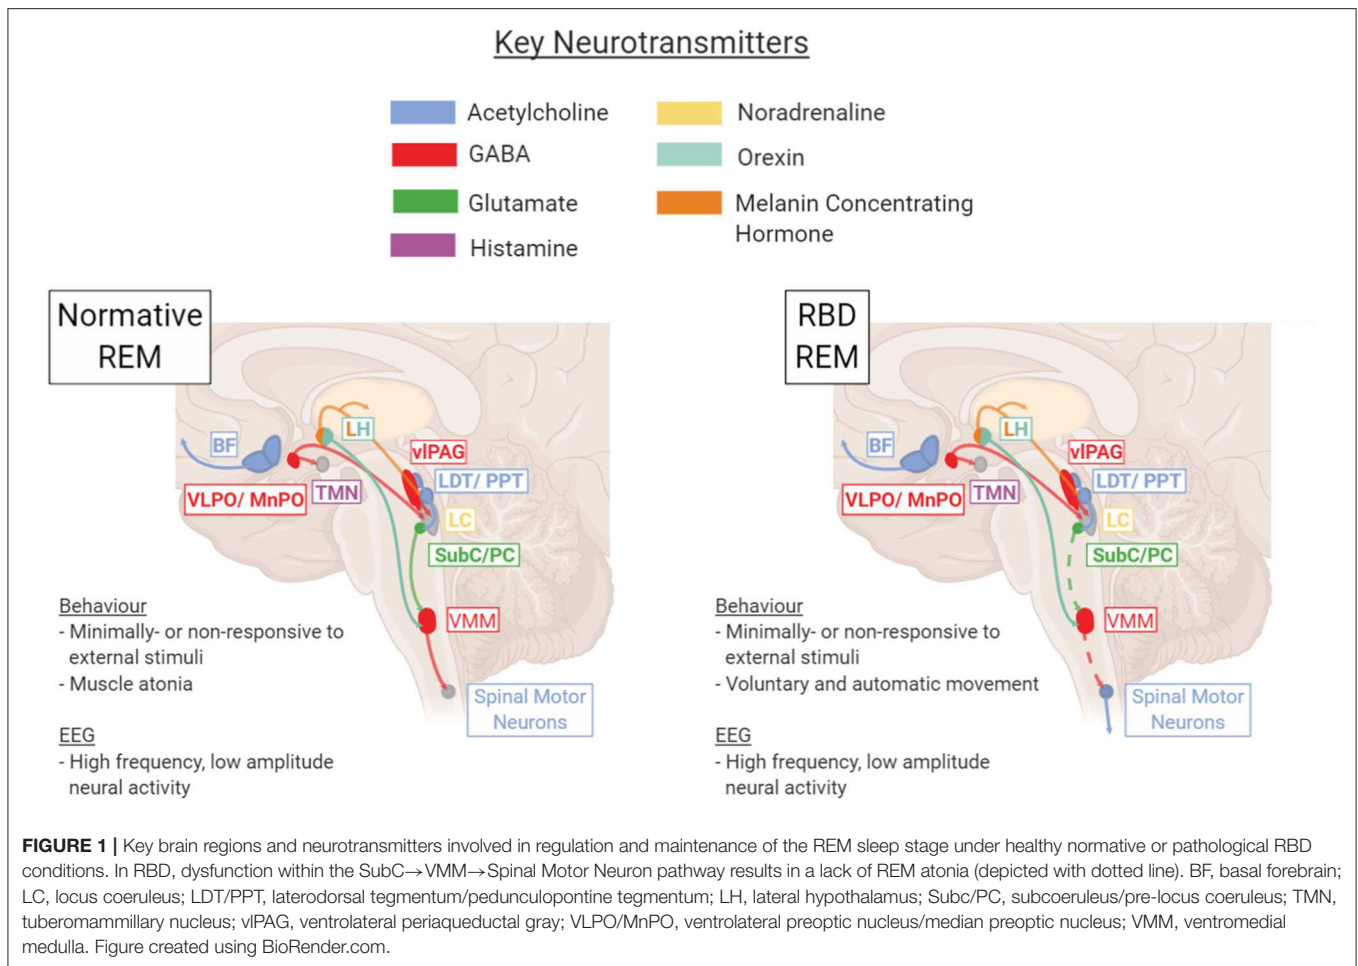 Key Neurotransmitters
Acetylcholine
GABA
Glutamate
Histamine
Noradrenaline
Orexin
Melanin Concentrating
Hormone
Normative
REM
BF
LH
vlPAG
LDT/ PPT
VLPO/ MnPO
TMN
LC
SubC/PC
VMM
Spinal Motor
Neurons
Behaviour
- Minimally- or non-responsive to
external stimuli
- Muscle atonia
EEG
- High frequency, low amplitude
neural activity
RBD
REM
BF
LH
vlPAG
LDT/ PPT
VLPO/ MnPO
TMN
LC
SubC/PC
VMM
Spinal Motor
Neurons
Behaviour
- Minimally- or non-responsive to
external stimuli
- Voluntary and automatic movement
EEG
- High frequency, low amplitude
neural activity
FIGURE 1 | Key brain regions and neurotransmitters involved in regulation and maintenance of the REM sleep stage under healthy normative or pathological RBD
conditions. In RBD, dysfunction within the SubC→VMM→Spinal Motor Neuron pathway results in a lack of REM atonia (depicted with dotted line). BF, basal forebrain;
LC, locus coeruleus; LDT/PPT, laterodorsal tegmentum/pedunculopontine tegmentum; LH, lateral hypothalamus; Subc/PC, subcoeruleus/pre-locus coeruleus; TMN,
tuberomammillary nucleus; vlPAG, ventrolateral periaqueductal gray; VLPO/MnPO, ventrolateral preoptic nucleus/median preoptic nucleus; VMM, ventromedial
medulla. Figure created using BioRender.com.